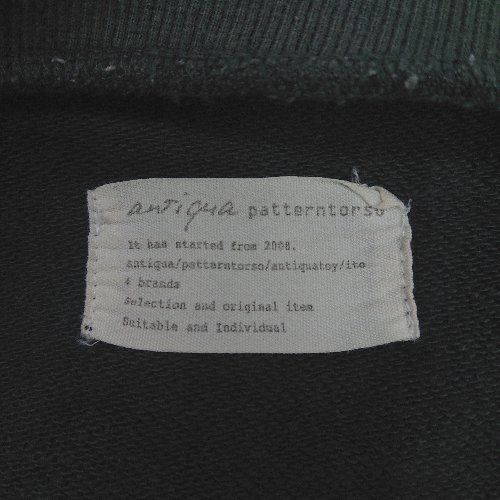 antiqua patterntorso
It has started from 2008.
antiqua/patterntorso/antiquatoy/ito
4 brands
Selection and original item
Suitable and Individual